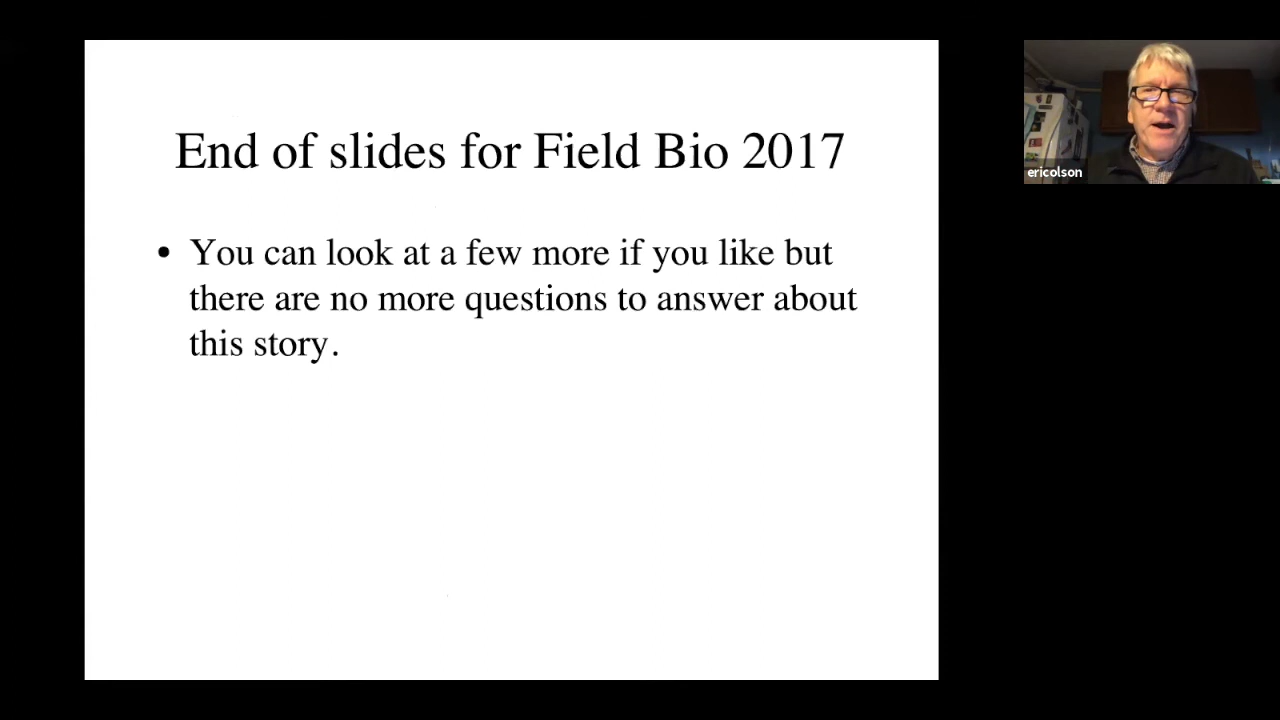 End of slides for Field Bio 2017
• You can look at a few more if you like but
there are no more questions to answer about
this story.
ericolson